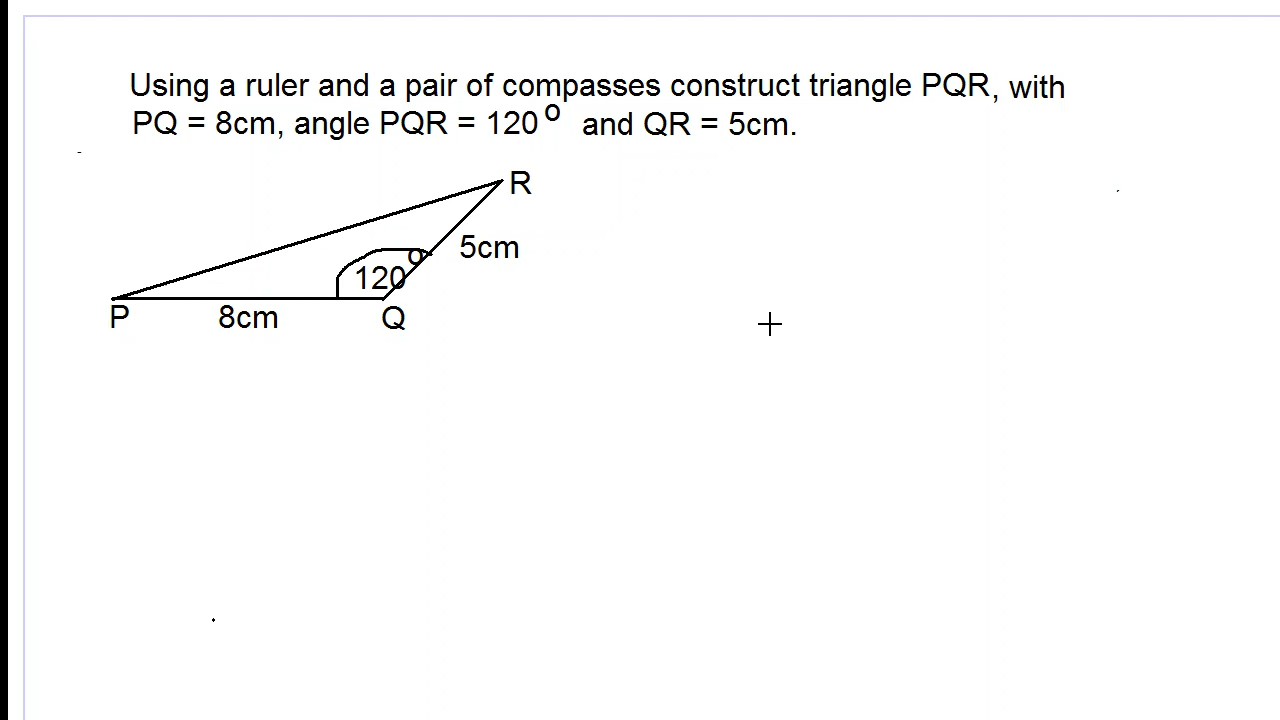 Using a ruler and a pair of compasses construct triangle PQR, with
PQ = 8cm, angle PQR = 120° and QR = 5cm.
R
5cm
120°
P 8cm Q